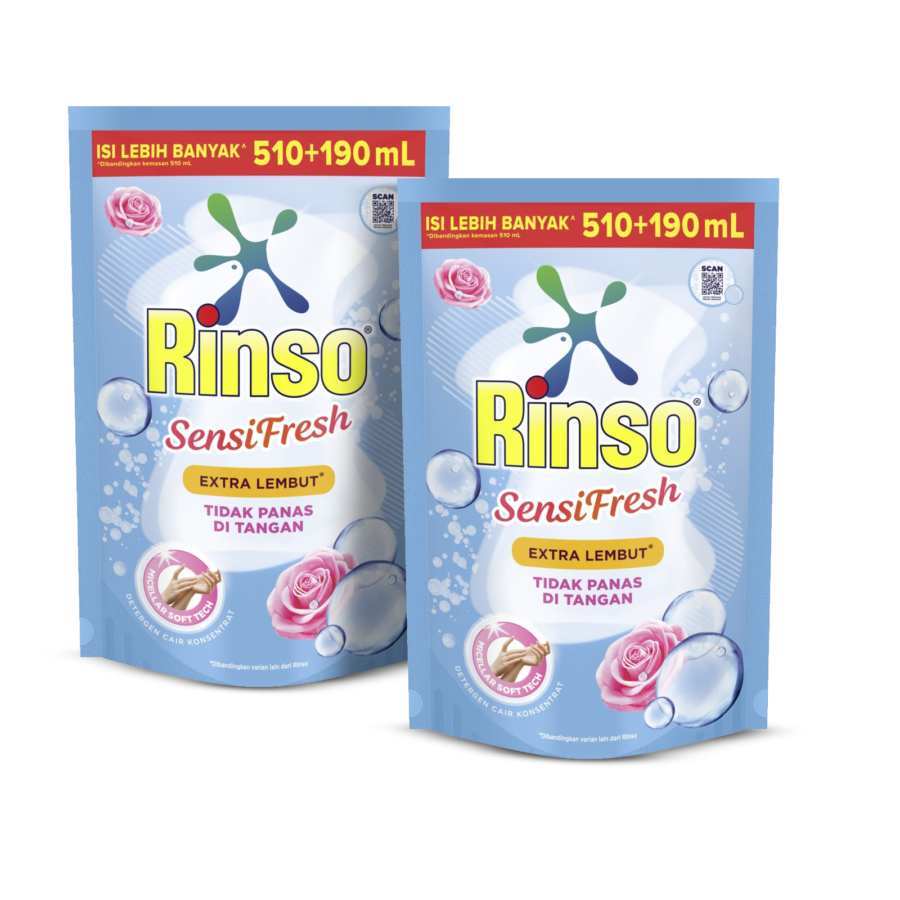 ISI LEBIH BANYAK^ 510+190 mL
*Dibandingkan kemasan 510 mL
SCAN
Rinso®
SensiFresh
EXTRA LEMBUT*
TIDAK PANAS
DI TANGAN
MICELLAR SOFT TECH
DETERGEN CAIR KONSENTRAT
*Dibandingkan varian lain dari Rinso
ISI LEBIH BANYAK^ 510+190 mL
*Dibandingkan kemasan 510 mL
SCAN
Rinso®
SensiFresh
EXTRA LEMBUT*
TIDAK PANAS
DI TANGAN
MICELLAR SOFT TECH
DETERGEN CAIR KONSENTRAT
*Dibandingkan varian lain dari Rinso